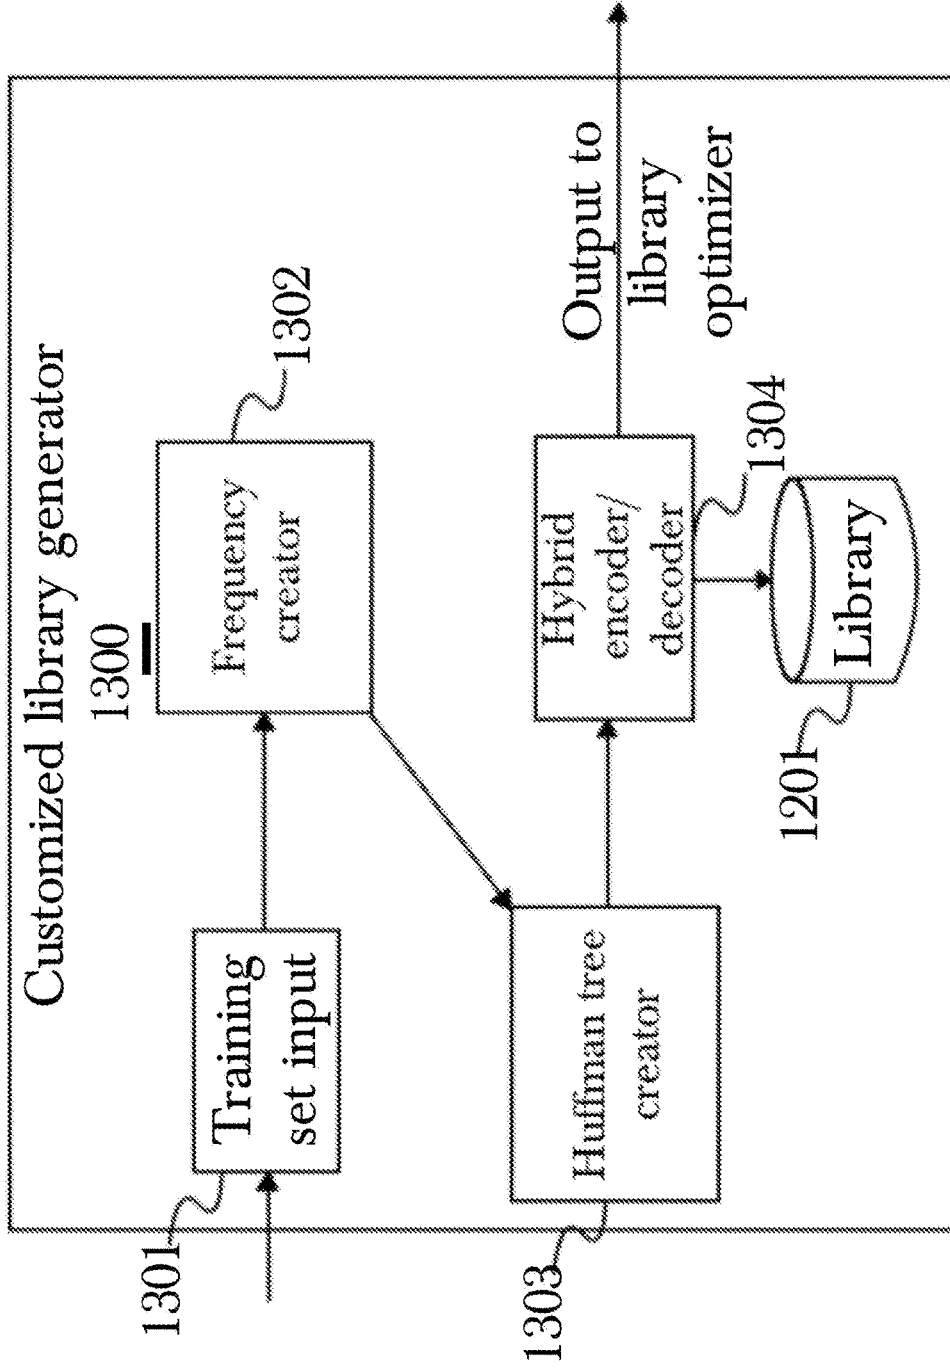 Customized library generator
1300
1301
Training
set input
Frequency
creator
1302
1303
Huffman tree
creator
Hybrid
encoder/
decoder
1304
Output to
library
optimizer
1201
Library